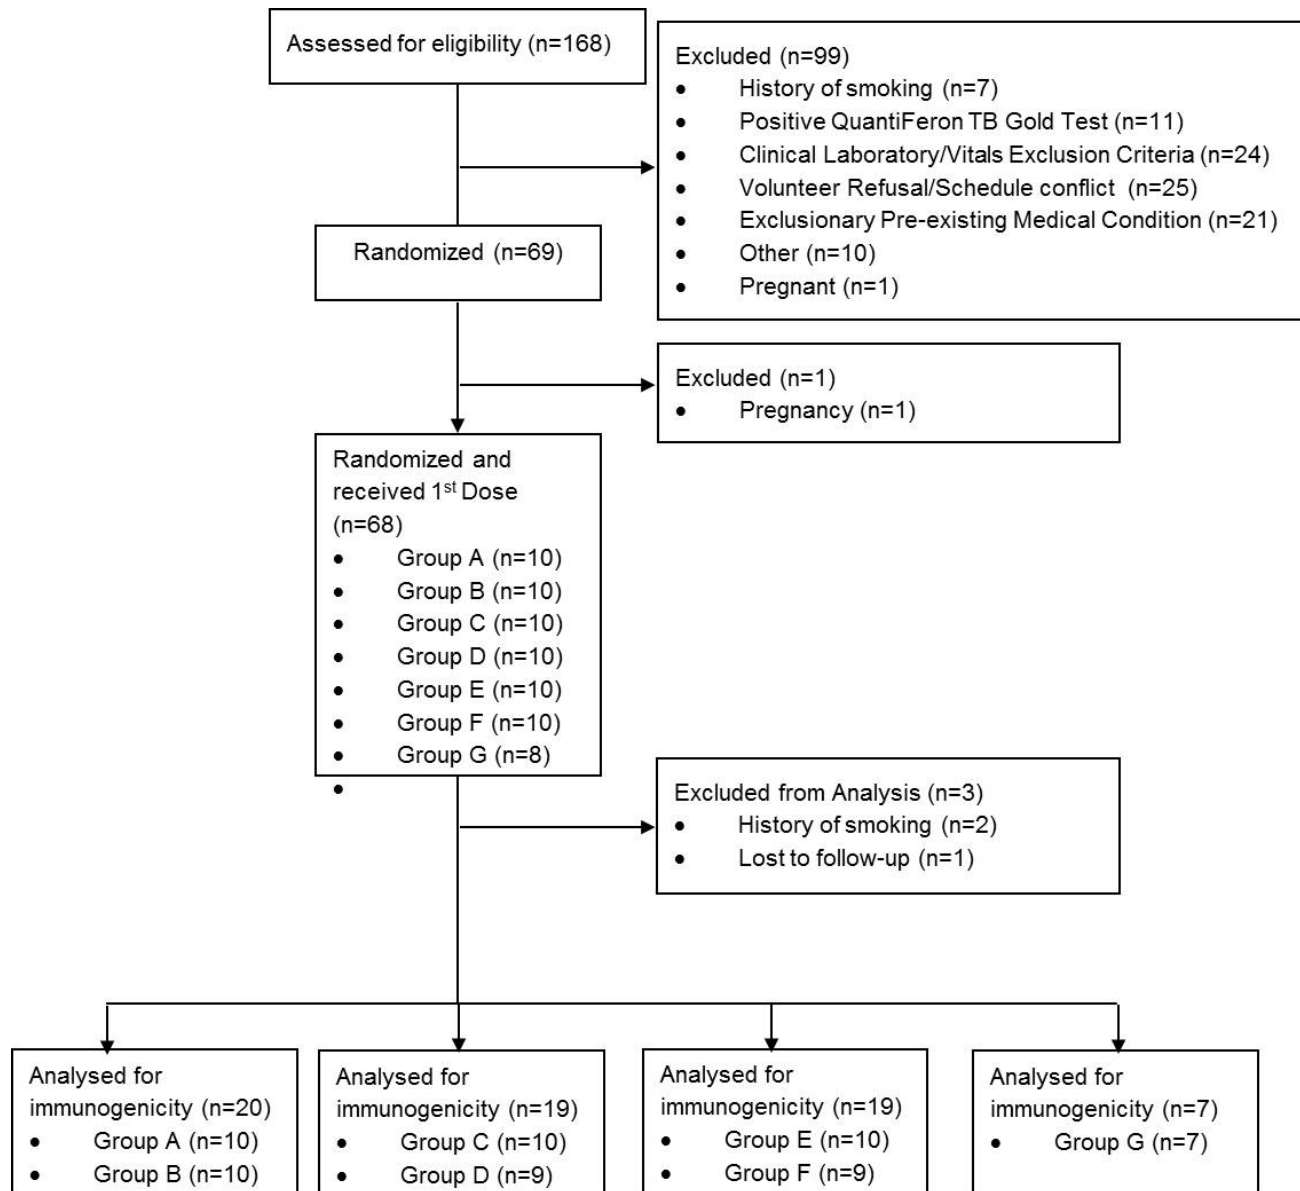 Assessed for eligibility (n=168)
Excluded (n=99)
• History of smoking (n=7)
• Positive QuantiFeron TB Gold Test (n=11)
• Clinical Laboratory/Vitals Exclusion Criteria (n=24)
• Volunteer Refusal/Schedule conflict (n=25)
• Exclusionary Pre-existing Medical Condition (n=21)
• Other (n=10)
• Pregnant (n=1)
Randomized (n=69)
Excluded (n=1)
• Pregnancy (n=1)
Randomized and
received 1st Dose
(n=68)
• Group A (n=10)
• Group B (n=10)
• Group C (n=10)
• Group D (n=10)
• Group E (n=10)
• Group F (n=10)
• Group G (n=8)
•
Excluded from Analysis (n=3)
• History of smoking (n=2)
• Lost to follow-up (n=1)
Analysed for
immunogenicity (n=20)
• Group A (n=10)
• Group B (n=10)
Analysed for
immunogenicity (n=19)
• Group C (n=10)
• Group D (n=9)
Analysed for
immunogenicity (n=19)
• Group E (n=10)
• Group F (n=9)
Analysed for
immunogenicity (n=7)
• Group G (n=7)